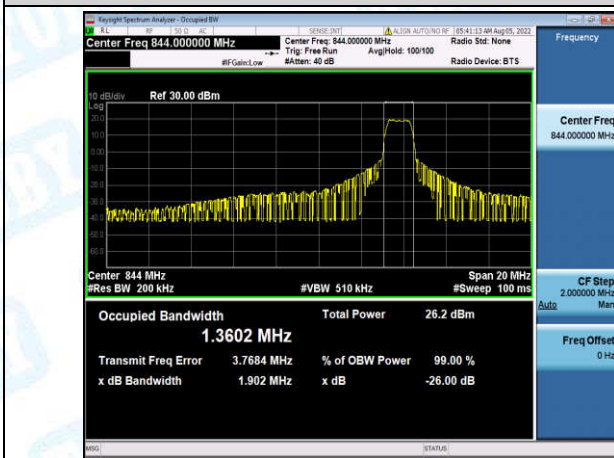 Keysight Spectrum Analyzer - Occupied BW
RL RF 50 Ω AC SENSE:INT ALIGN AUTO/NO RF 05:41:13 AM Aug 05, 2022
Center Freq 844.000000 MHz
Center Freq: 844.000000 MHz Radio Std: None
Trig: Free Run Avg|Hold: 100/100
#IFGain:Low #Atten: 40 dB Radio Device: BTS
Frequency
10 dB/div Ref 30.00 dBm
Log
20.0
10.0
0.00
-10.0
-20.0
-30.0
-40.0
-50.0
-60.0
Center 844 MHz Span 20 MHz
#Res BW 200 kHz #VBW 510 kHz #Sweep 100 ms
Occupied Bandwidth Total Power 26.2 dBm
1.3602 MHz
Transmit Freq Error 3.7684 MHz % of OBW Power 99.00 %
x dB Bandwidth 1.902 MHz x dB -26.00 dB
Center Freq
844.000000 MHz
CF Step
2.000000 MHz
Auto Man
Freq Offset
0 Hz
MSG STATUS